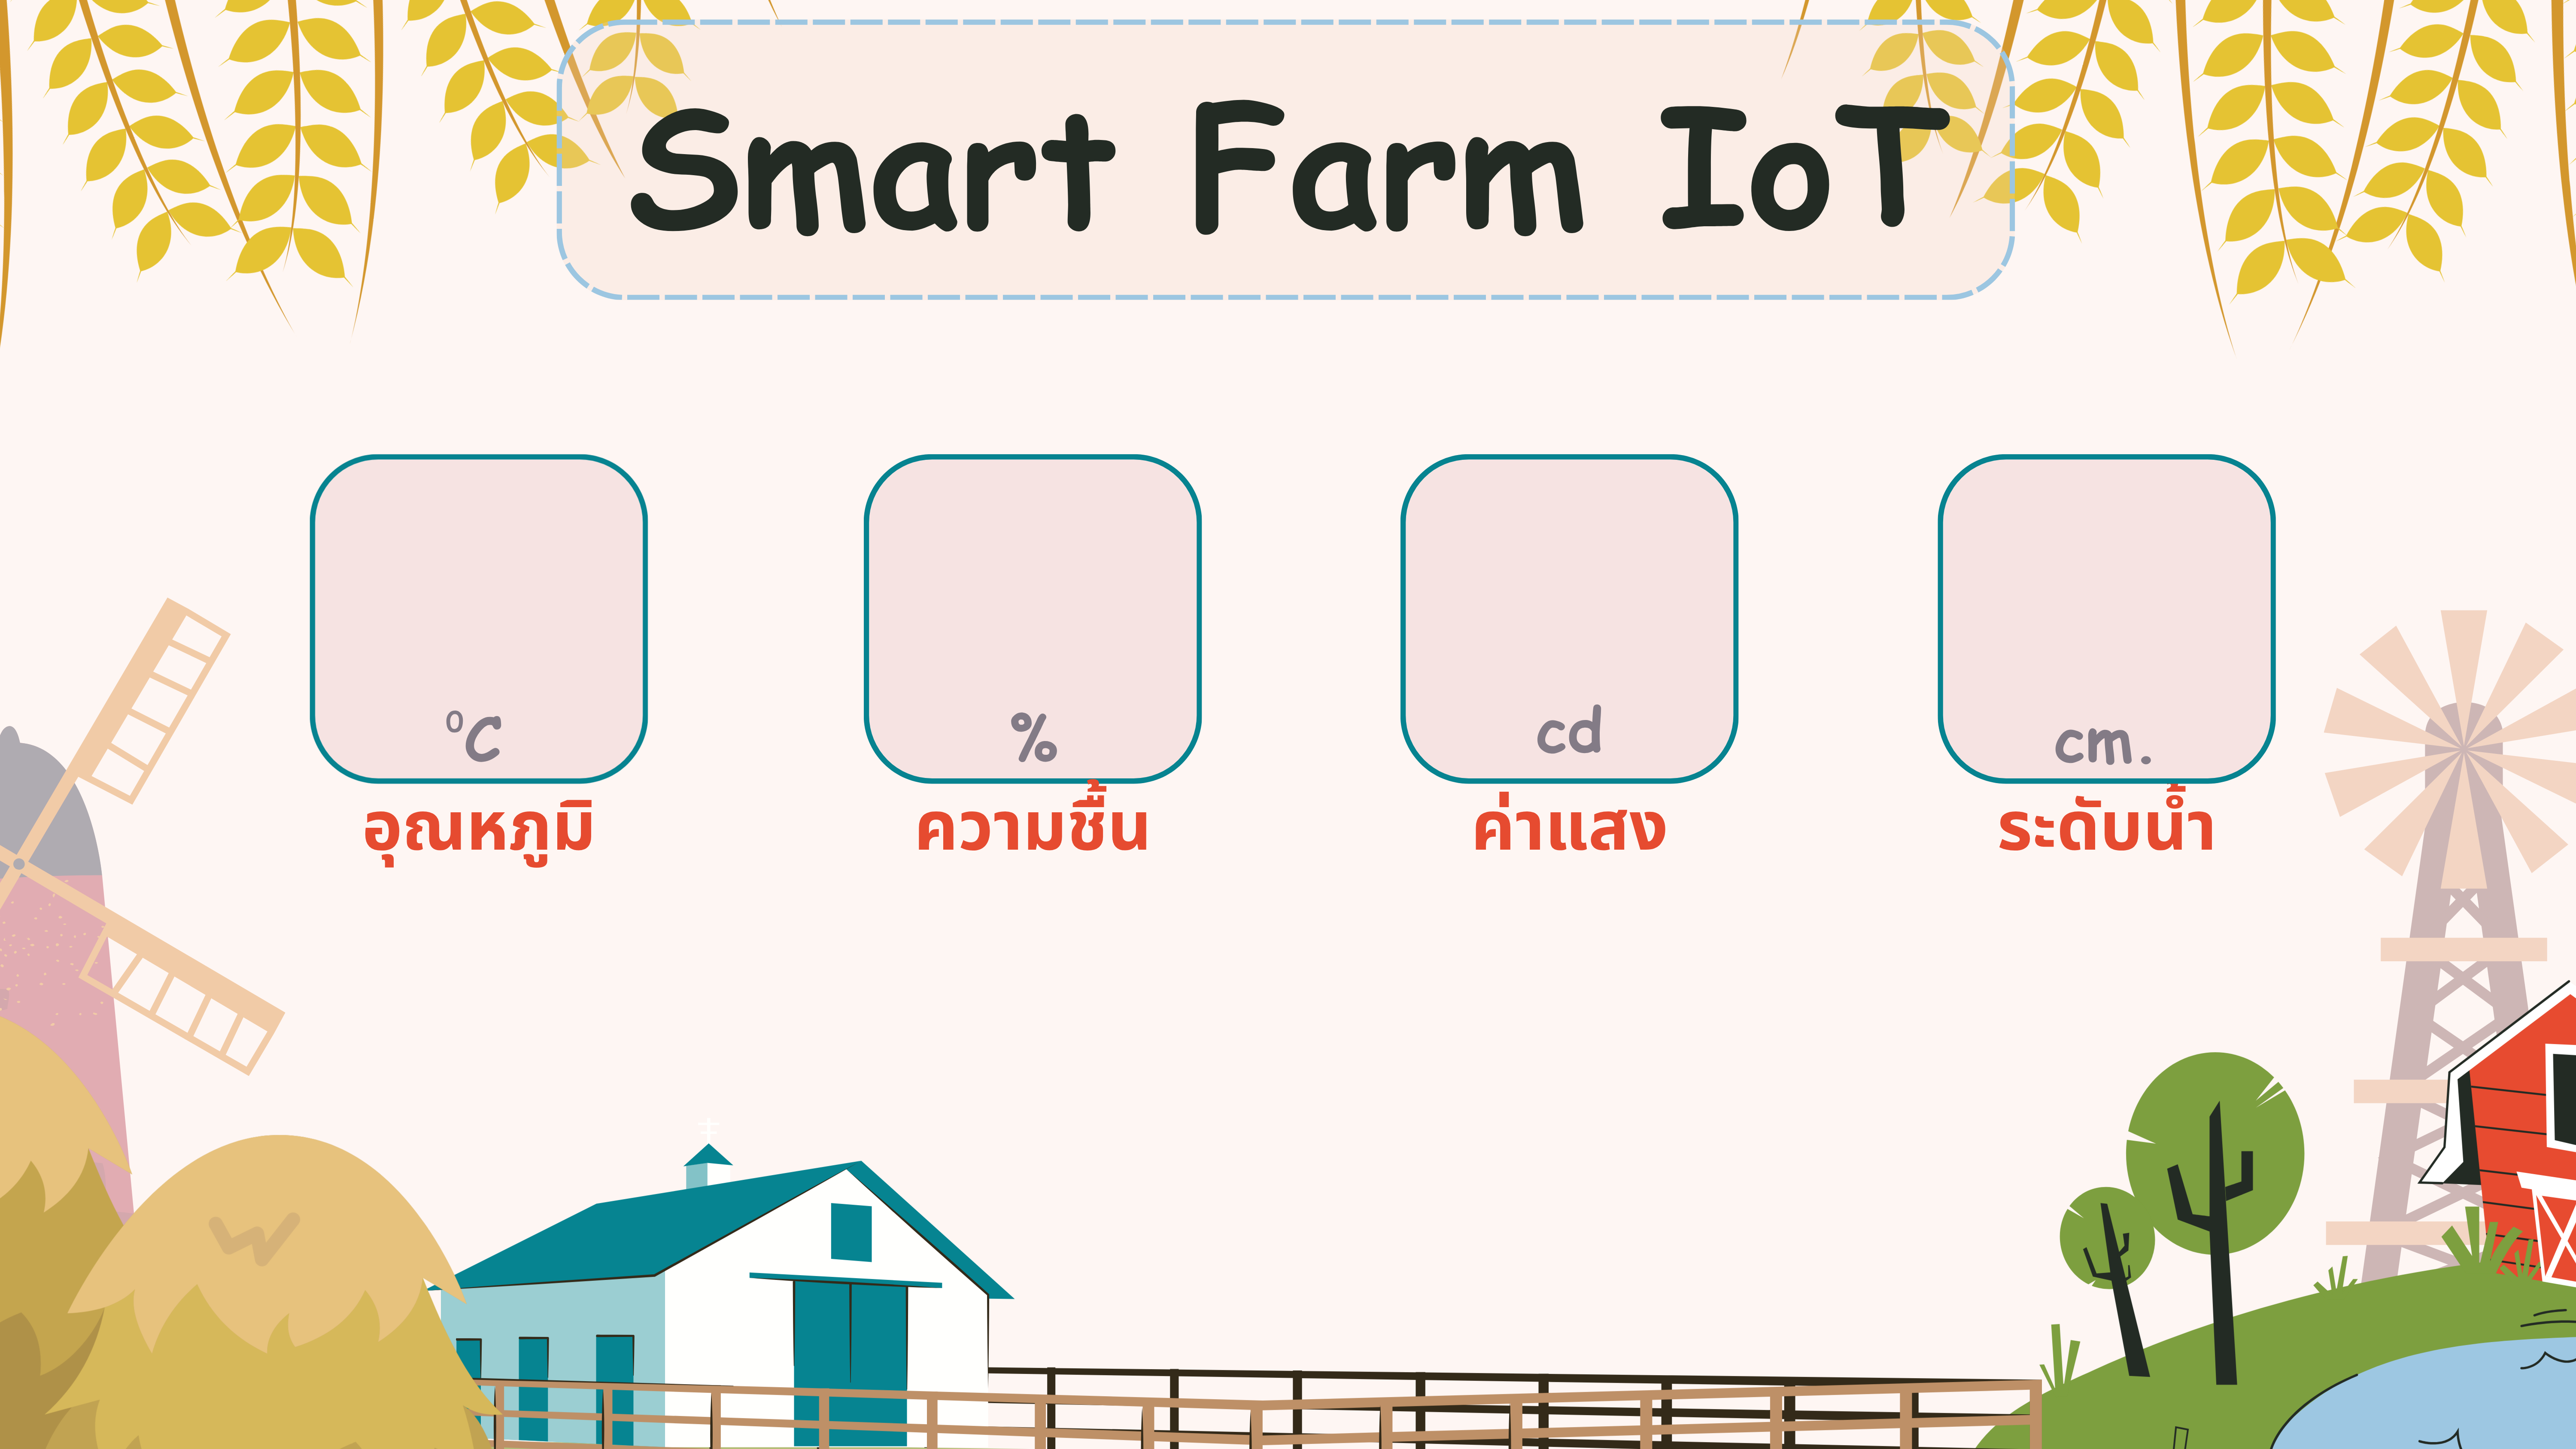 Smart Farm IoT
°C
%
cd
cm.
อุณหภูมิ
ความชื้น
ค่าแสง
ระดับน้ำ